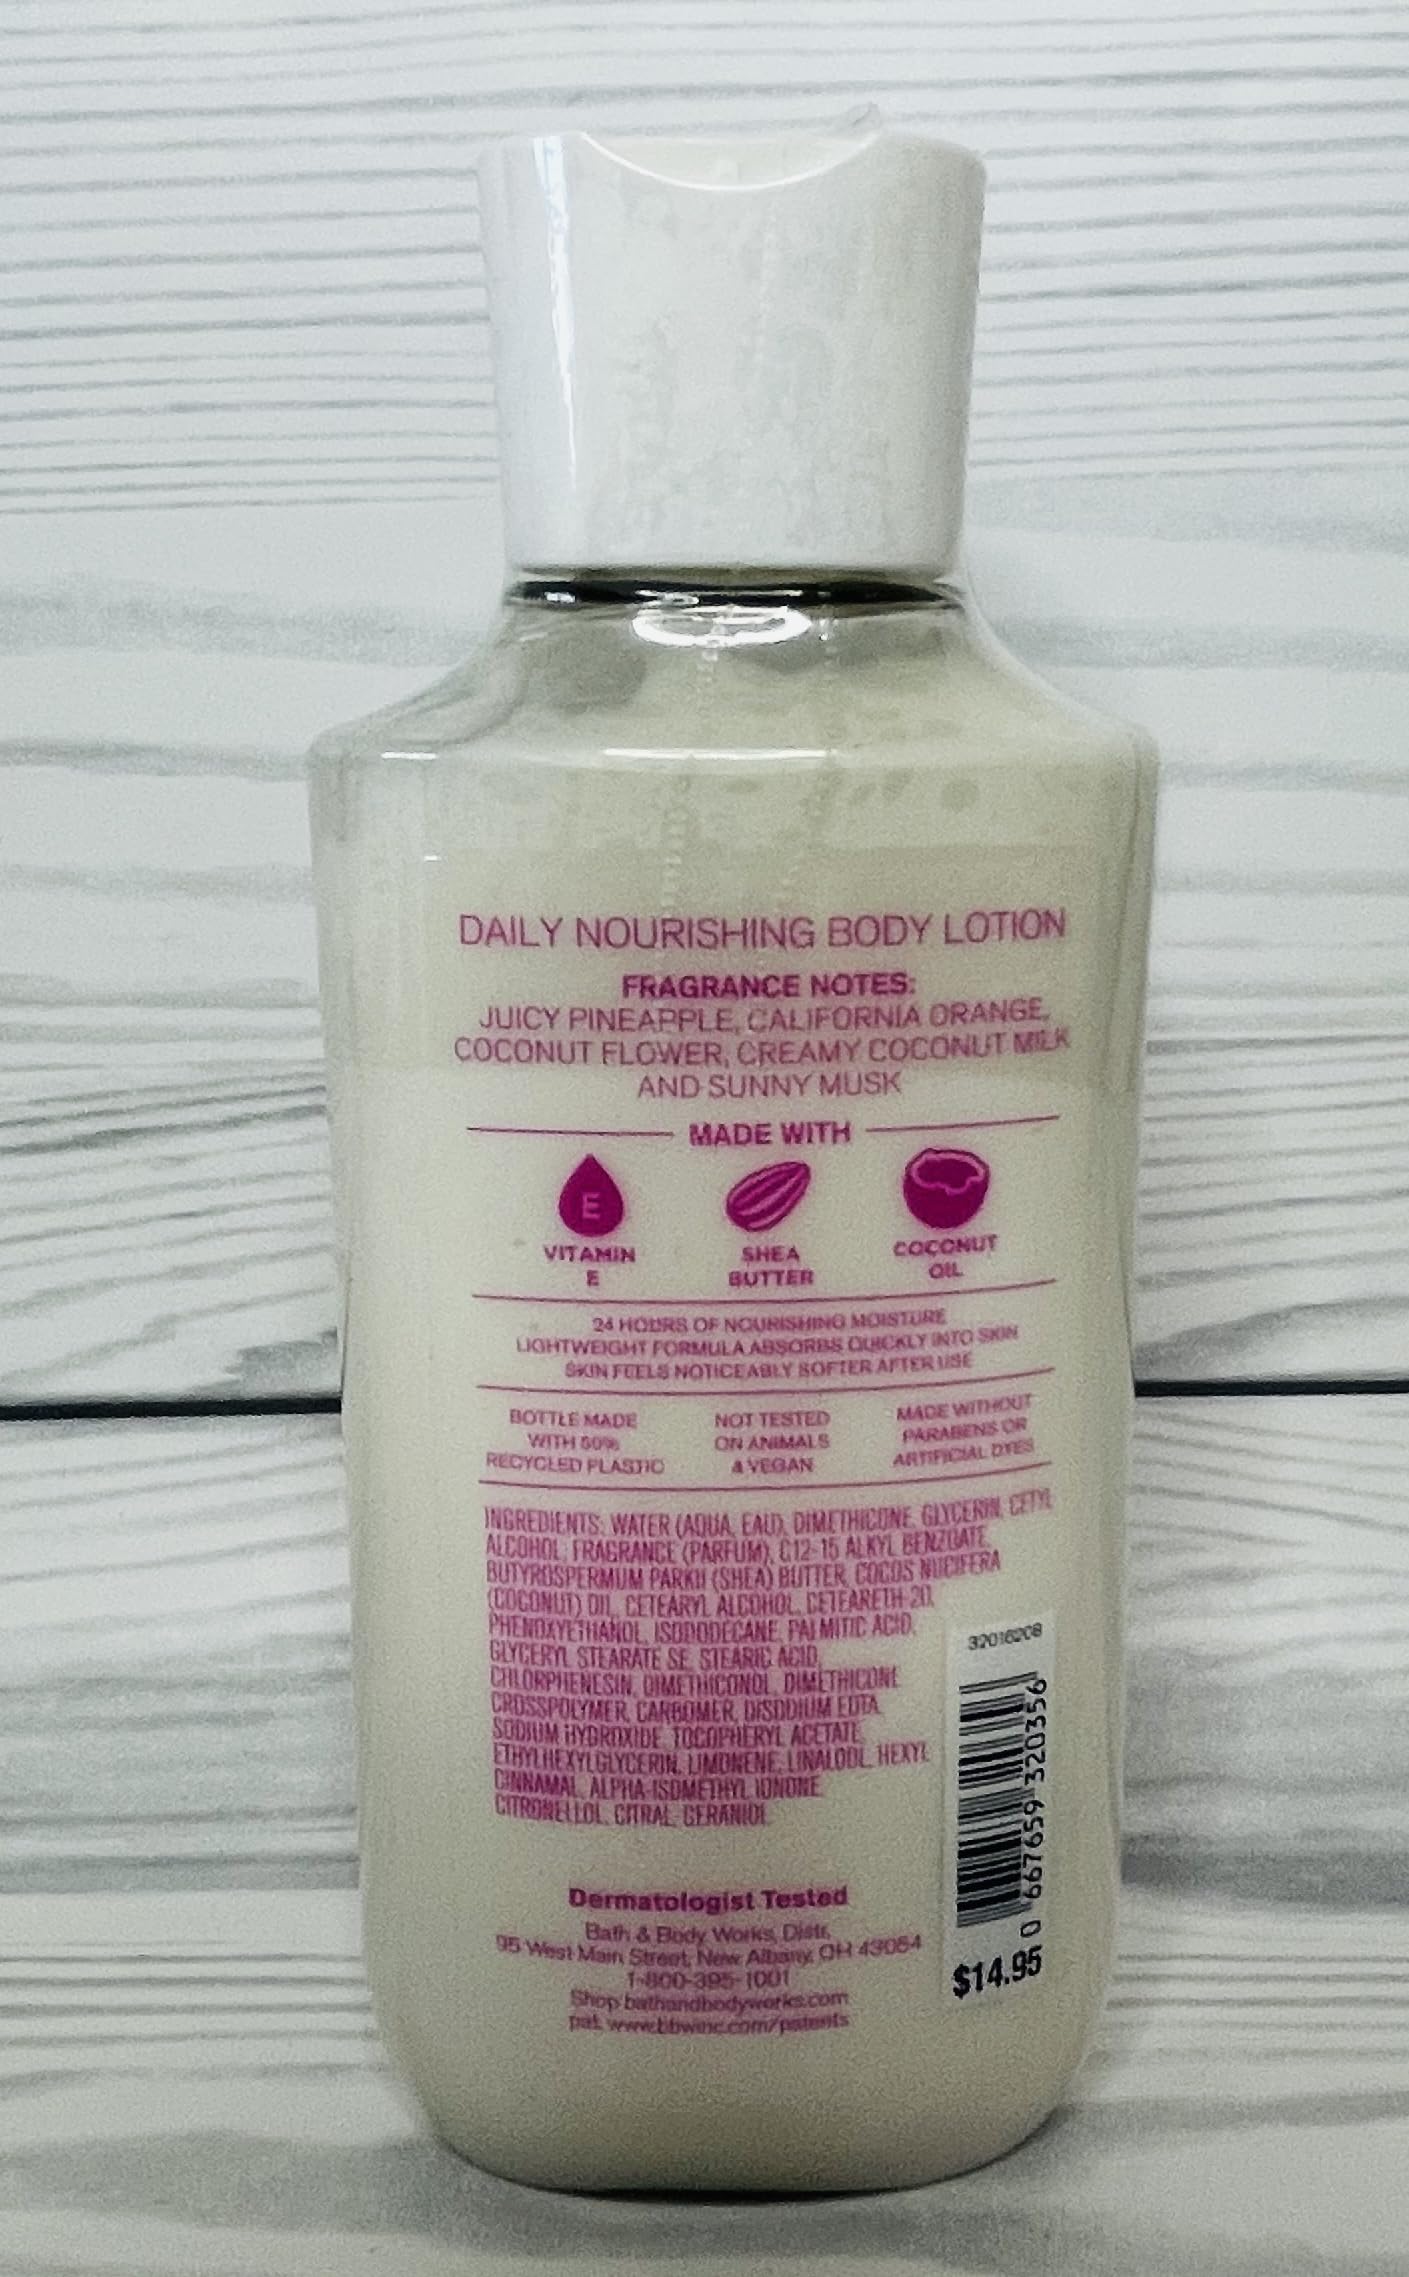 DAILY NOURISHING BODY LOTION
FRAGRANCE NOTES:
JUICY PINEAPPLE, CALIFORNIA ORANGE,
COCONUT FLOWER, CREAMY COCONUT MILK
AND SUNNY MUSK
MADE WITH
E
VITAMIN
E
SHEA
BUTTER
COCONUT
OIL
24 HOURS OF NOURISHING MOISTURE
LIGHTWEIGHT FORMULA ABSORBS QUICKLY INTO SKIN
SKIN FEELS NOTICEABLY SOFTER AFTER USE
BOTTLE MADE
WITH 50%
RECYCLED PLASTIC
NOT TESTED
ON ANIMALS
& VEGAN
MADE WITHOUT
PARABENS OR
ARTIFICIAL DYES
INGREDIENTS: WATER (AQUA, EAU), DIMETHICONE, GLYCERIN, CETYL
ALCOHOL, FRAGRANCE (PARFUM), C12-15 ALKYL BENZOATE,
BUTYROSPERMUM PARKII (SHEA) BUTTER, COCOS NUCIFERA
(COCONUT) OIL, CETEARYL ALCOHOL, CETEARETH-20,
PHENOXYETHANOL, ISODODECANE, PALMITIC ACID,
GLYCERYL STEARATE SE, STEARIC ACID,
CHLORPHENESIN, DIMETHICONOL, DIMETHICONE
CROSSPOLYMER, CARBOMER, DISODIUM EDTA,
SODIUM HYDROXIDE, TOCOPHERYL ACETATE,
ETHYLHEXYLGLYCERIN, LIMONENE, LINALOOL, HEXYL
CINNAMAL, ALPHA-ISOMETHYL IONONE,
CITRONELLOL, CITRAL, GERANIOL
32016208
0 667659 320356
$14.95
Dermatologist Tested
Bath & Body Works, Distr.
95 West Main Street, New Albany, OH 43054
1-800-395-1001
Shop bathandbodyworks.com
pat. www.bbwinc.com/patents